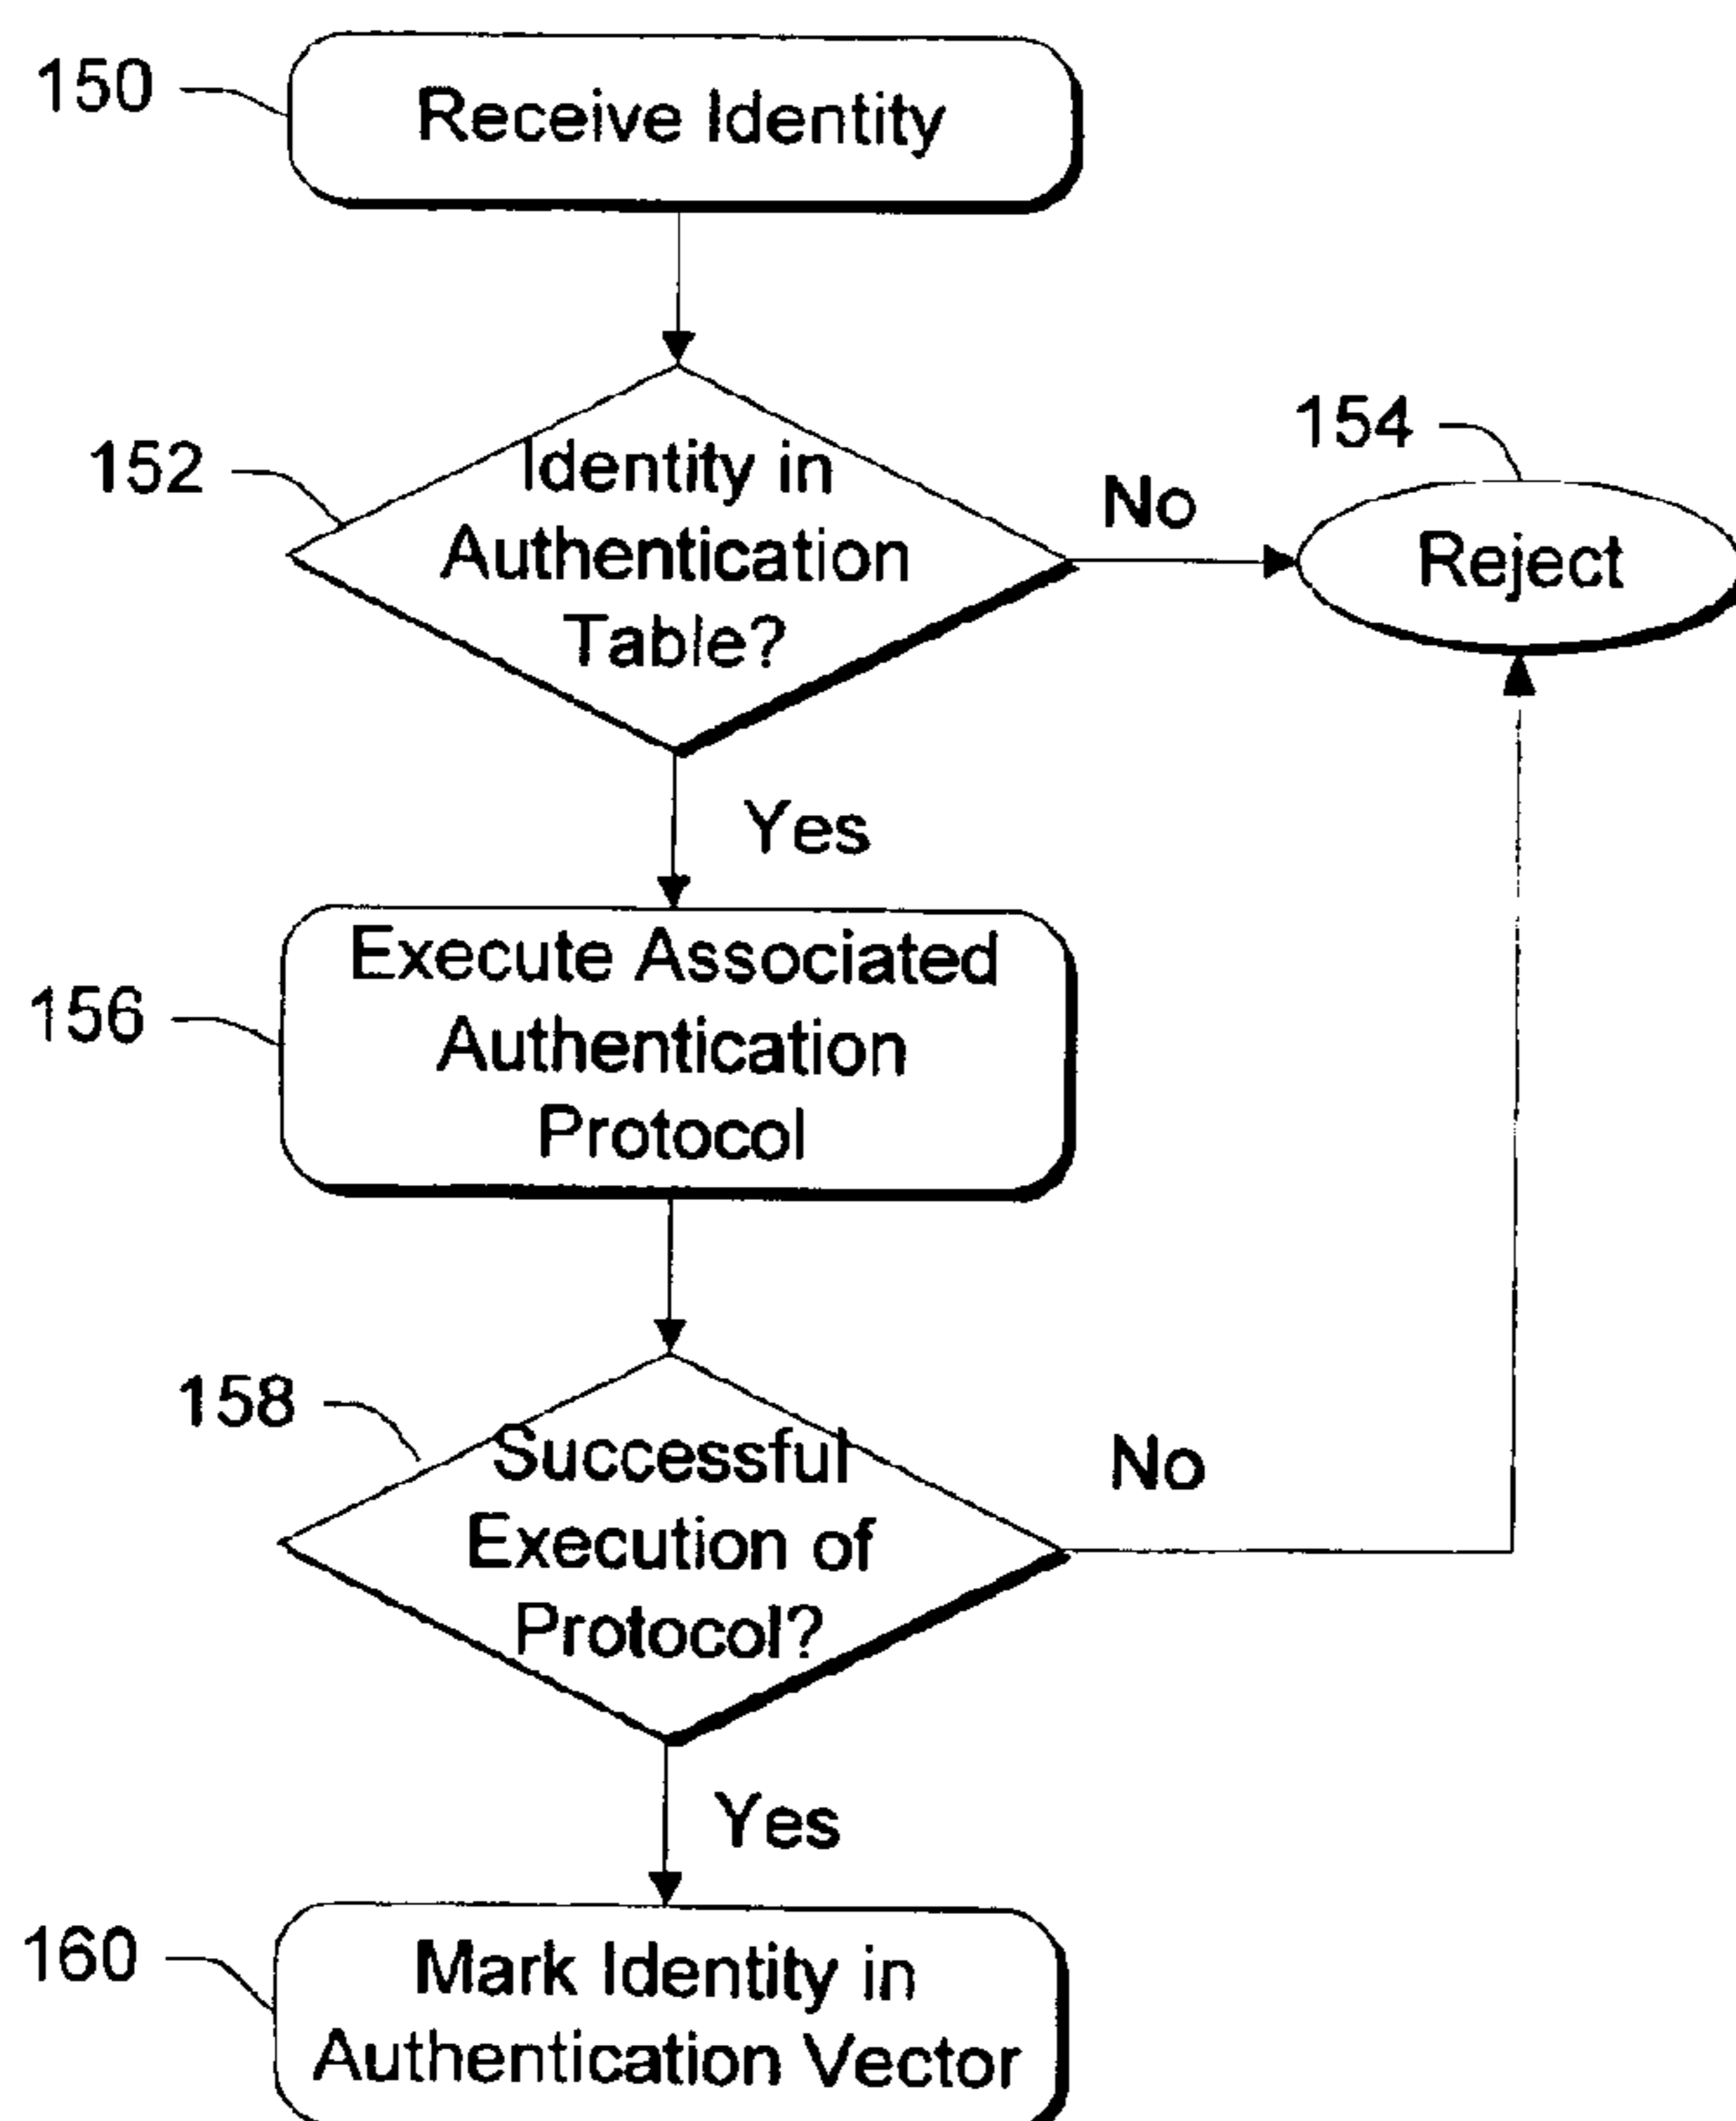 150
Receive Identity
152
Identity in
Authentication
Table?
No
154
Reject
Yes
156
Execute Associated
Authentication
Protocol
158
Successful
Execution of
Protocol?
No
Yes
160
Mark Identity in
Authentication Vector